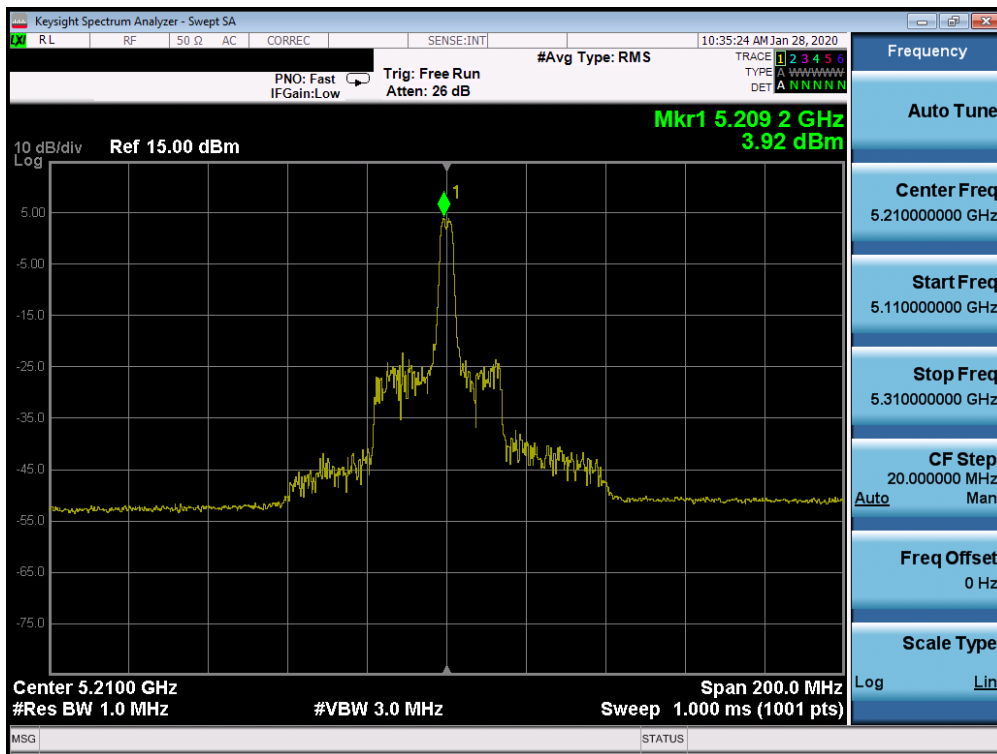 Keysight Spectrum Analyzer - Swept SA
LXI RL RF 50 Ω AC CORREC SENSE:INT 10:35:24 AM Jan 28, 2020
#Avg Type: RMS
TRACE 1 2 3 4 5 6
PNO: Fast Trig: Free Run
TYPE A WWWWW
IFGain:Low Atten: 26 dB
DET A N N N N N
Mkr1 5.209 2 GHz
3.92 dBm
10 dB/div Ref 15.00 dBm
Log
1
5.00
-5.00
-15.0
-25.0
-35.0
-45.0
-55.0
-65.0
-75.0
Center 5.2100 GHz Span 200.0 MHz
#Res BW 1.0 MHz #VBW 3.0 MHz Sweep 1.000 ms (1001 pts)
MSG STATUS
Frequency
Auto Tune
Center Freq
5.210000000 GHz
Start Freq
5.110000000 GHz
Stop Freq
5.310000000 GHz
CF Step
20.000000 MHz
Auto Man
Freq Offset
0 Hz
Scale Type
Log Lin